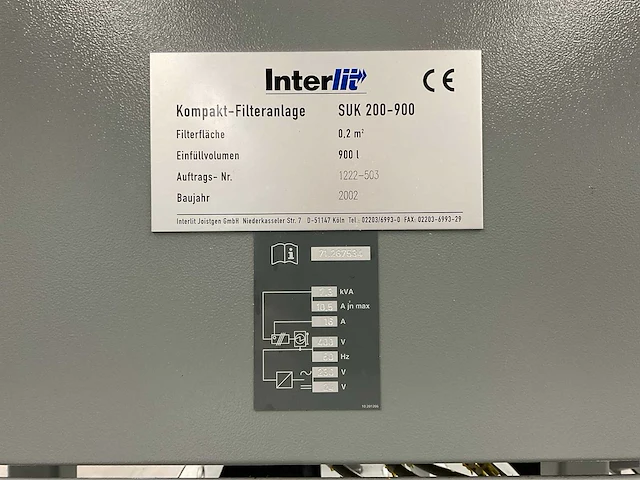 Interlit
CE
Kompakt-Filteranlage SUK 200-900
Filterfläche 0,2 m²
Einfüllvolumen 900 l
Auftrags- Nr. 1222-503
Baujahr 2002
Interlit Joistgen GmbH Niederkasseler Str. 7 D-51147 Köln Tel.: 02203/6993-0 FAX: 02203-6993-29
i
kVA
A jn max
A
V
Hz
V
V